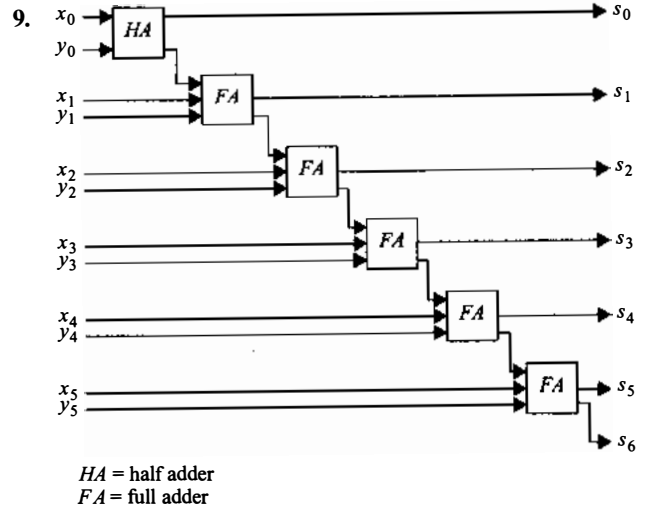 9.
x₀ HA s₀
y₀
x₁ FA s₁
y₁
x₂ FA s₂
y₂
x₃ FA s₃
y₃
x₄ FA s₄
y₄
x₅ FA s₅
y₅
s₆
HA = half adder
FA = full adder